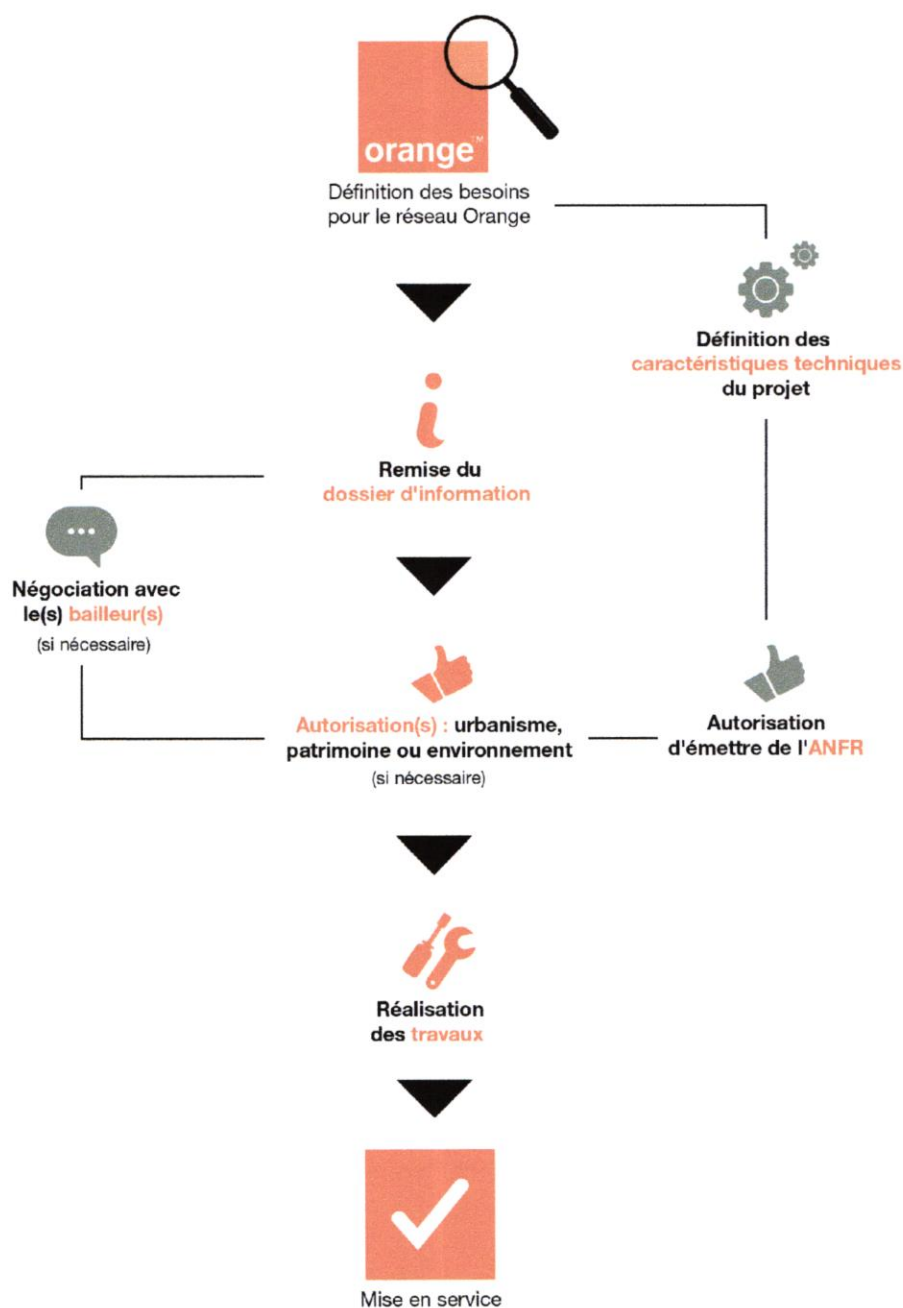 orange™
Définition des besoins
pour le réseau Orange
Définition des
caractéristiques techniques
du projet
Remise du
dossier d'information
Négociation avec
le(s) bailleur(s)
(si nécessaire)
Autorisation(s) : urbanisme,
patrimoine ou environnement
(si nécessaire)
Autorisation
d'émettre de l'ANFR
Réalisation
des travaux
Mise en service